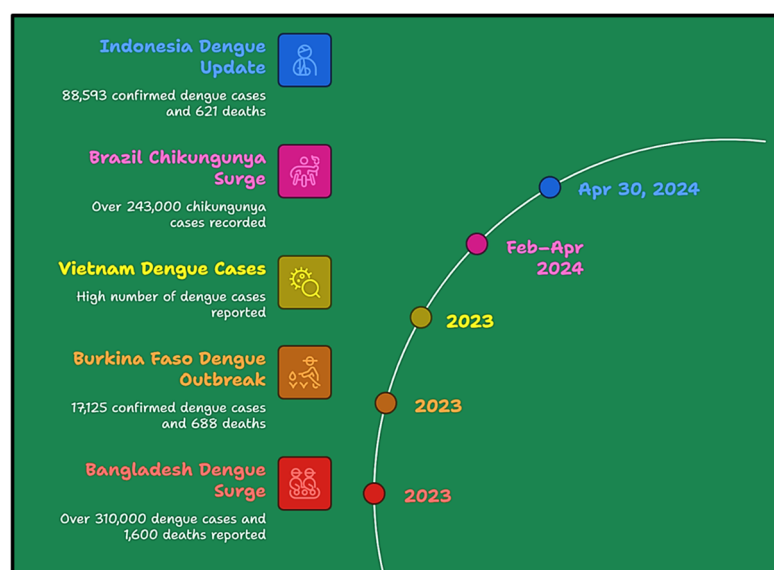 Indonesia Dengue
Update
88,593 confirmed dengue cases
and 621 deaths
Apr 30, 2024
Brazil Chikungunya
Surge
Over 243,000 chikungunya
cases recorded
Feb–Apr
2024
Vietnam Dengue Cases
High number of dengue cases
reported
2023
Burkina Faso Dengue
Outbreak
17,125 confirmed dengue cases
and 688 deaths
2023
Bangladesh Dengue
Surge
Over 310,000 dengue cases and
1,600 deaths reported
2023